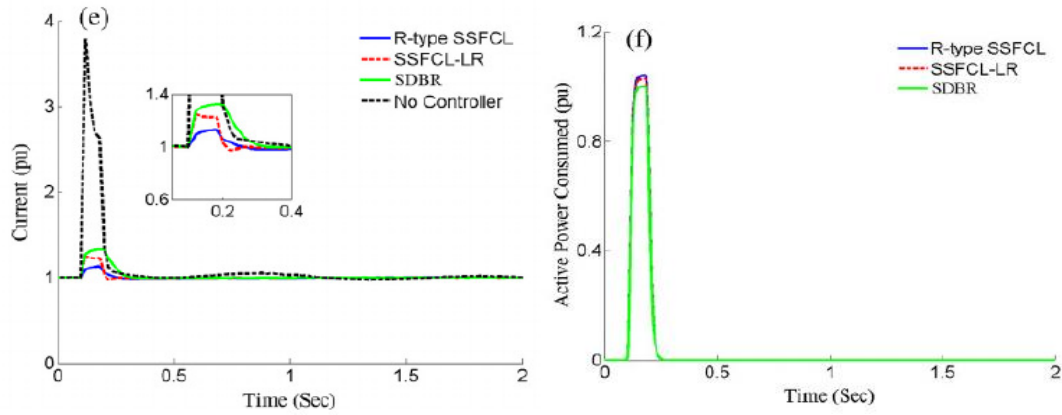 (e)
4
3
2
1
0
Current (pu)
R-type SSFCL
SSFCL-LR
SDBR
No Controller
1.4
1
0.6
0.2
0.4
0
0.5
1
1.5
2
Time (Sec)
(f)
1.2
0.8
0.4
0
Active Power Consumed (pu)
R-type SSFCL
SSFCL-LR
SDBR
0
0.5
1
1.5
2
Time (Sec)